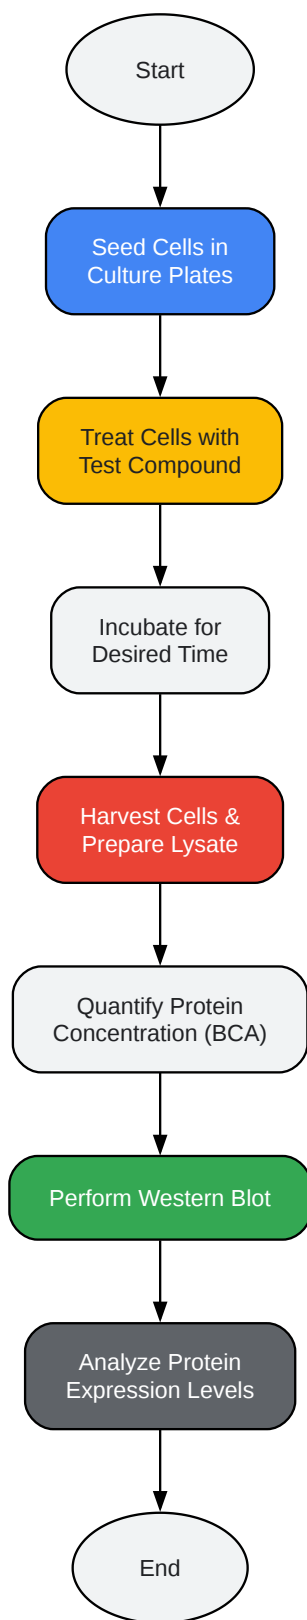 Start
Seed Cells in
Culture Plates
Treat Cells with
Test Compound
Incubate for
Desired Time
Harvest Cells &
Prepare Lysate
Quantify Protein
Concentration (BCA)
Perform Western Blot
Analyze Protein
Expression Levels
End